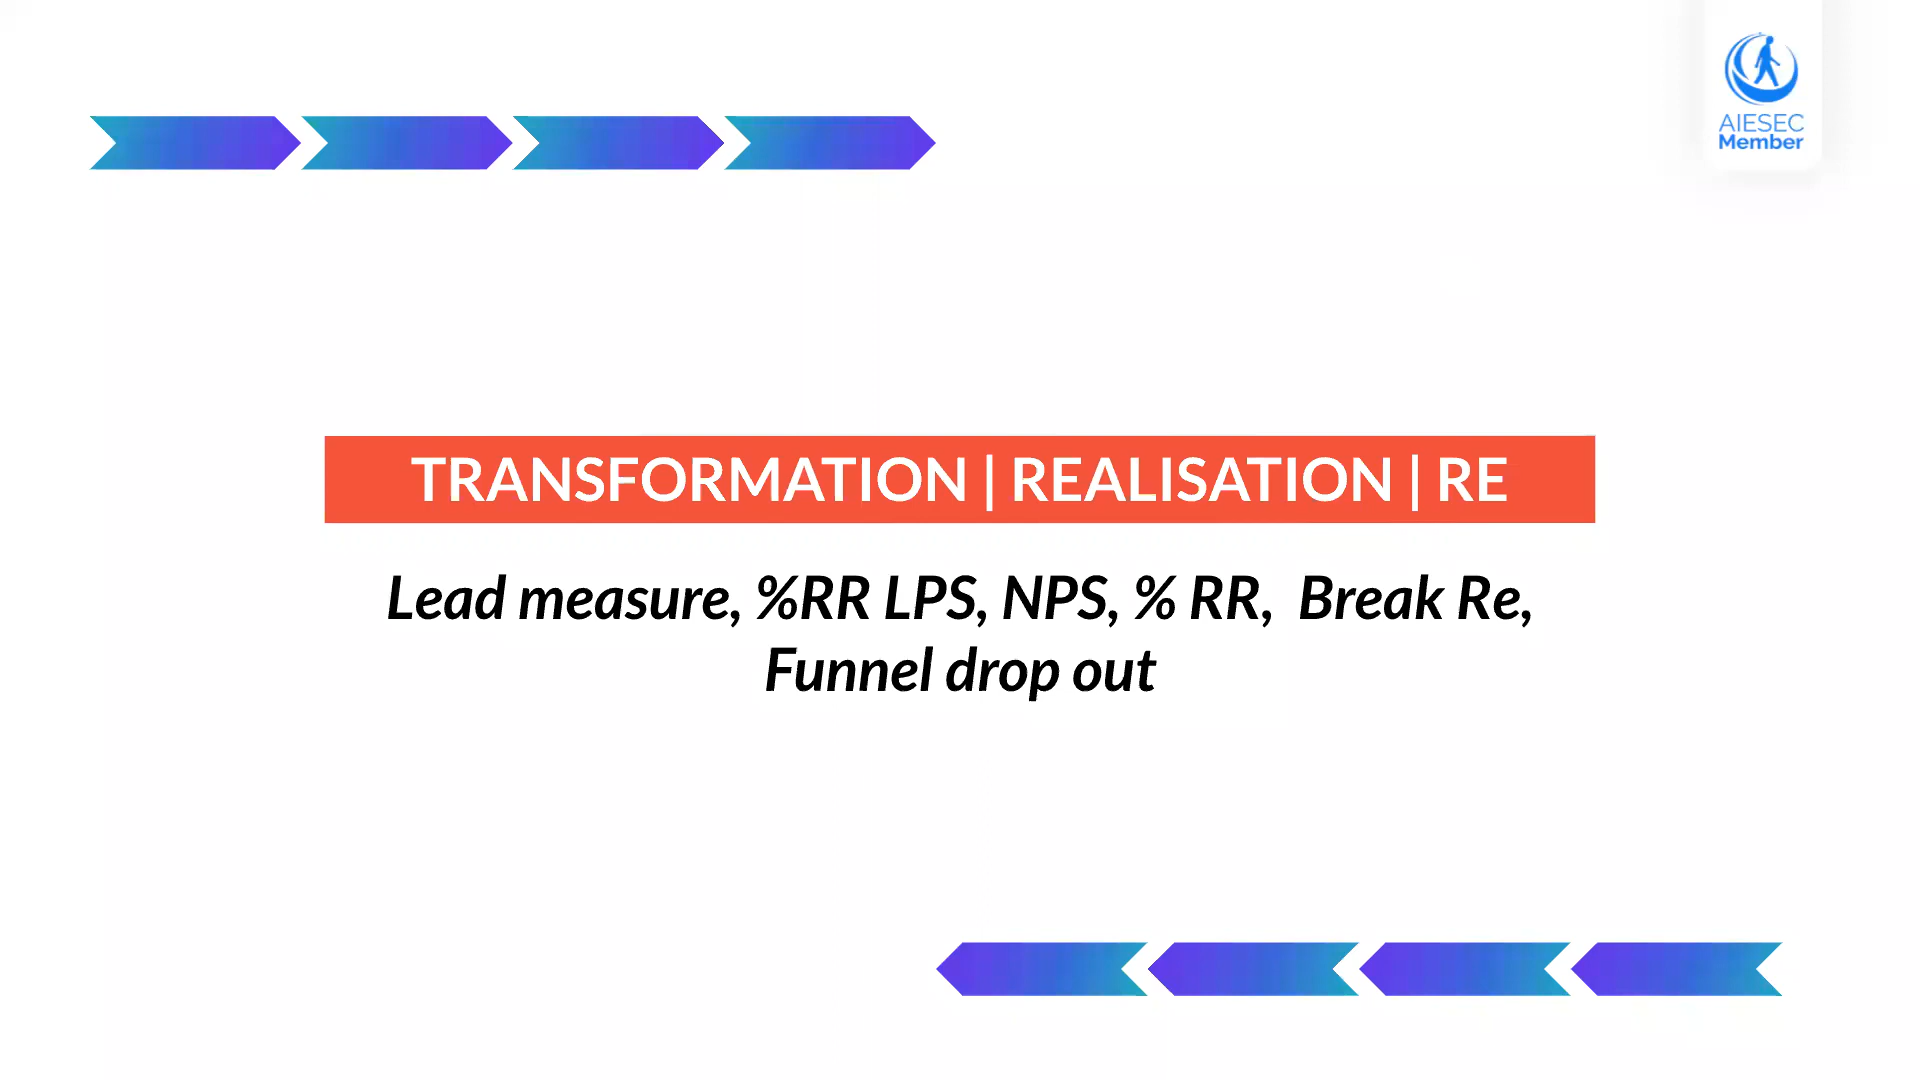 AIESEC
Member
TRANSFORMATION | REALISATION | RE
Lead measure, %RR LPS, NPS, % RR, Break Re,
Funnel drop out